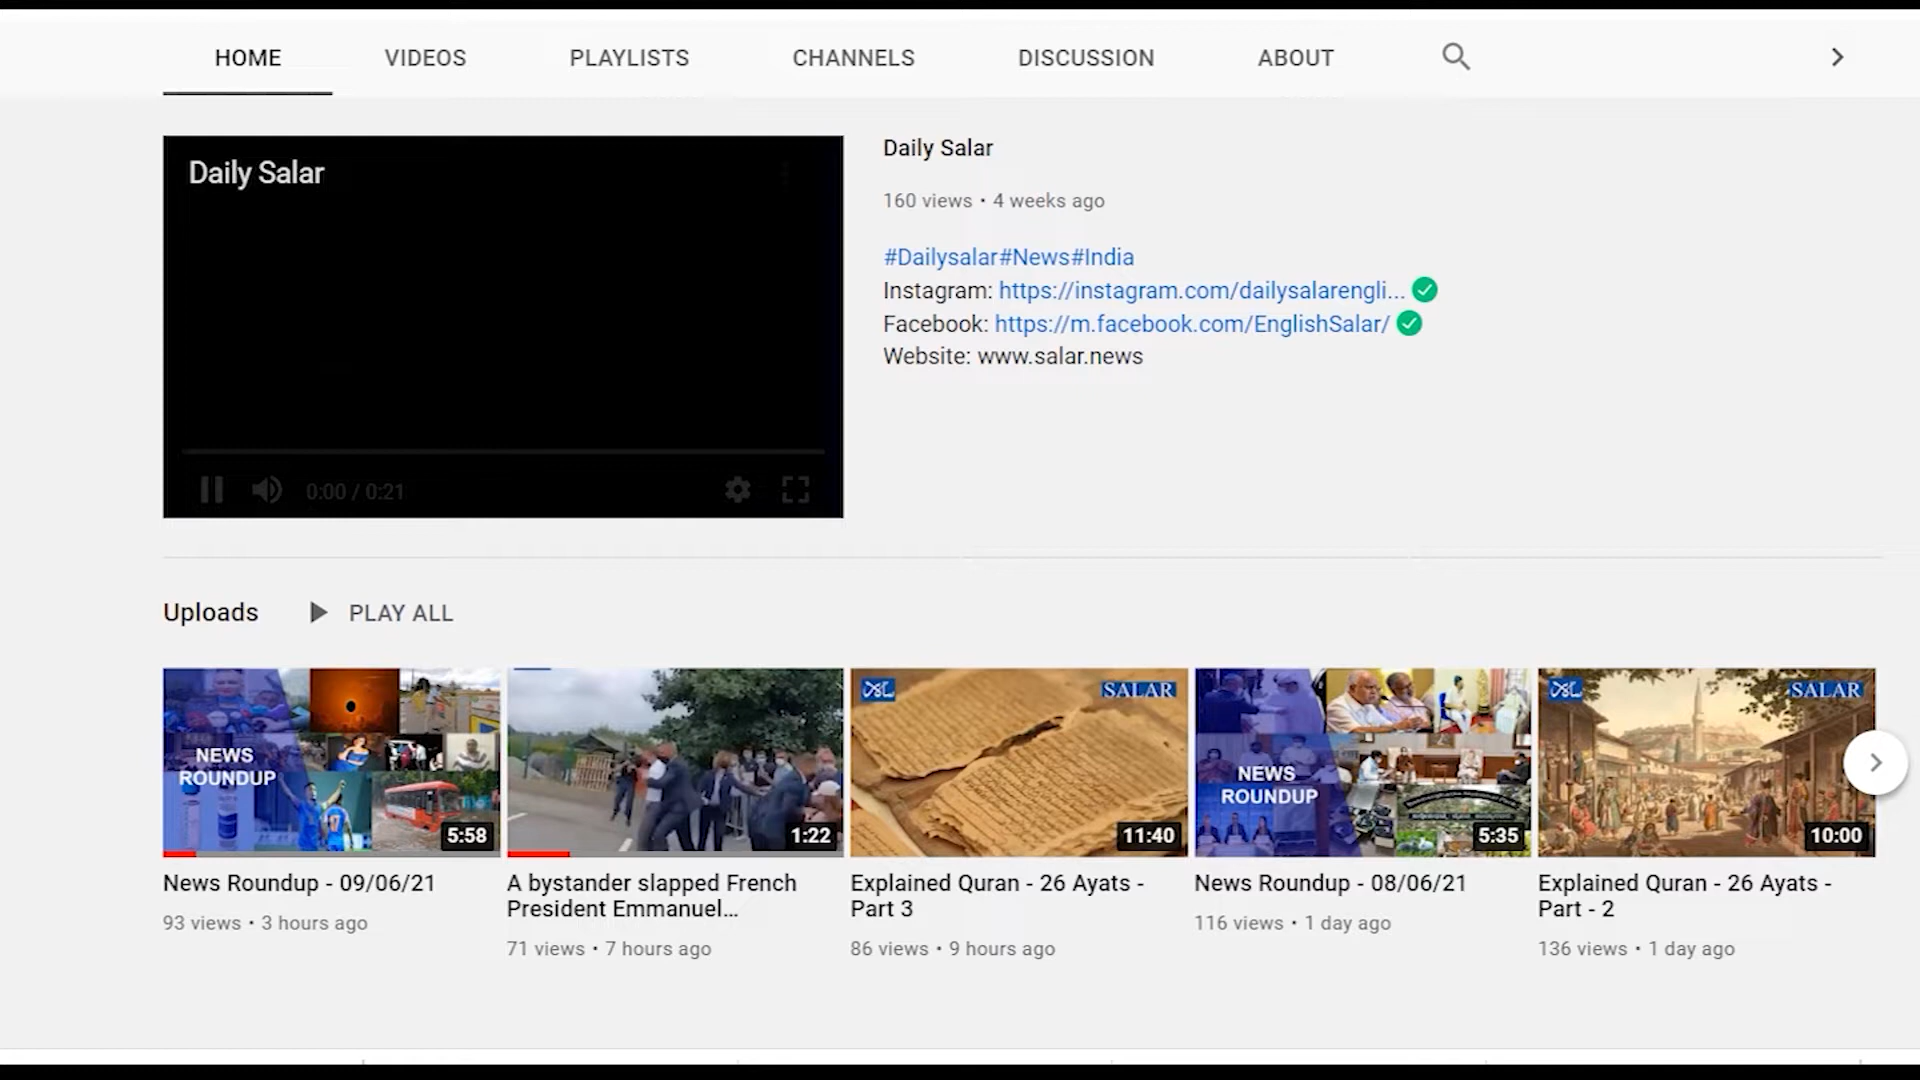 HOME VIDEOS PLAYLISTS CHANNELS DISCUSSION ABOUT
Daily Salar
0:00 / 0:21
Daily Salar
160 views • 4 weeks ago
#Dailysalar#News#India
Instagram: https://instagram.com/dailysalarengli...
Facebook: https://m.facebook.com/EnglishSalar/
Website: www.salar.news
Uploads
PLAY ALL
NEWS
ROUNDUP
5:58
News Roundup - 09/06/21
93 views • 3 hours ago
1:22
A bystander slapped French
President Emmanuel...
71 views • 7 hours ago
DSL
SALAR
11:40
Explained Quran - 26 Ayats -
Part 3
86 views • 9 hours ago
NEWS
ROUNDUP
5:35
News Roundup - 08/06/21
116 views • 1 day ago
DSL
SALAR
10:00
Explained Quran - 26 Ayats -
Part - 2
136 views • 1 day ago